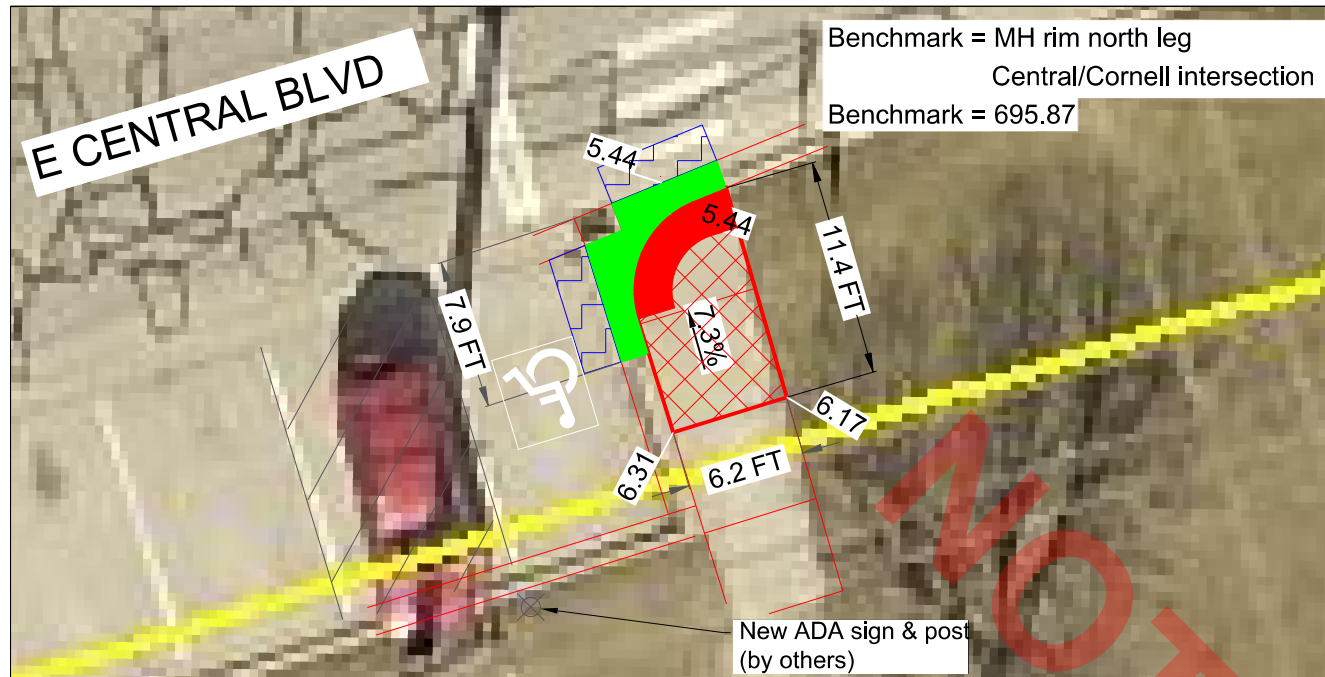 E CENTRAL BLVD
Benchmark = MH rim north leg
Central/Cornell intersection
Benchmark = 695.87
5.44
5.44
11.4 FT
7.9 FT
7.3%
6.17
6.31
6.2 FT
New ADA sign & post
(by others)
NOT